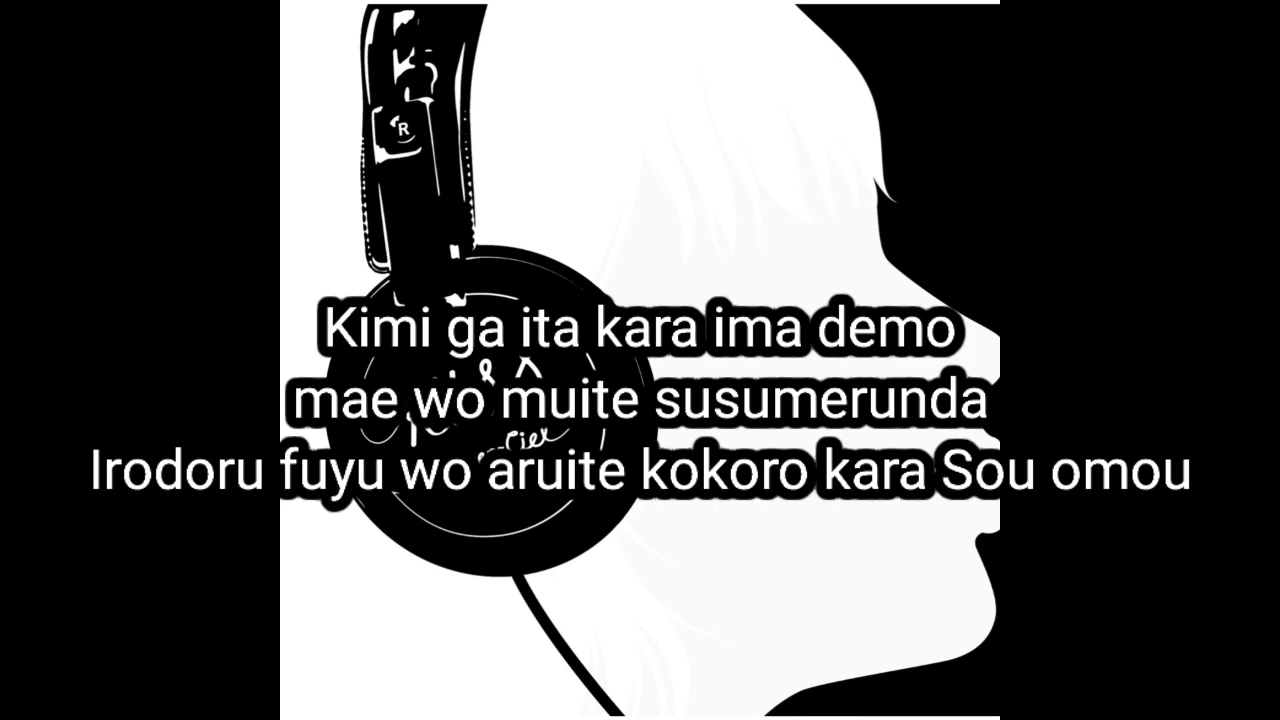 R
Kimi ga ita kara ima demo
mae wo muite susumerunda
Irodoru fuyu wo aruite kokoro kara Sou omou